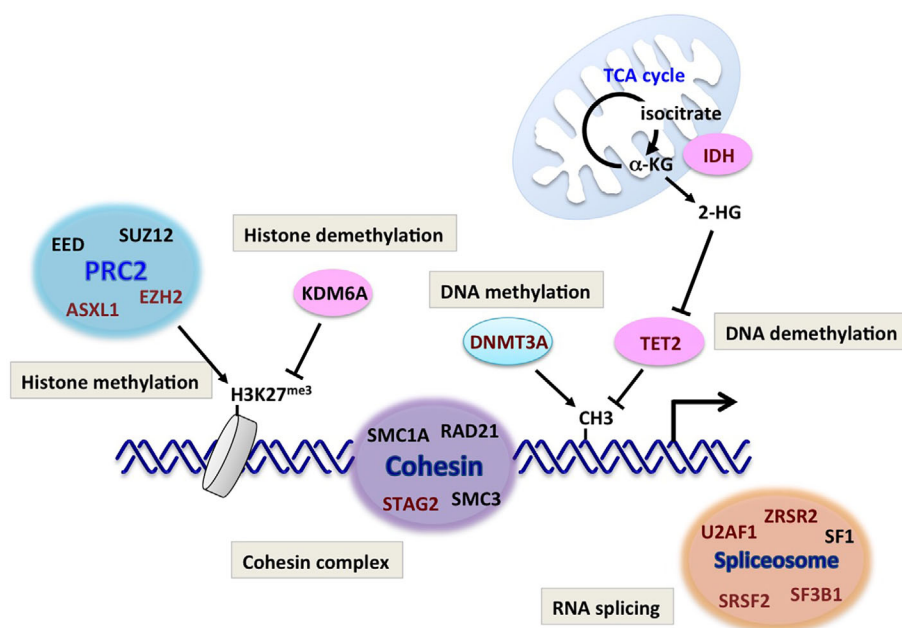 TCA cycle
isocitrate
α-KG
IDH
2-HG
EED
SUZ12
PRC2
ASXL1
EZH2
Histone demethylation
KDM6A
DNA methylation
DNMT3A
TET2
DNA demethylation
Histone methylation
H3K27me3
CH3
SMC1A
RAD21
Cohesin
STAG2
SMC3
Cohesin complex
U2AF1
ZRSR2
SF1
Spliceosome
SRSF2
SF3B1
RNA splicing